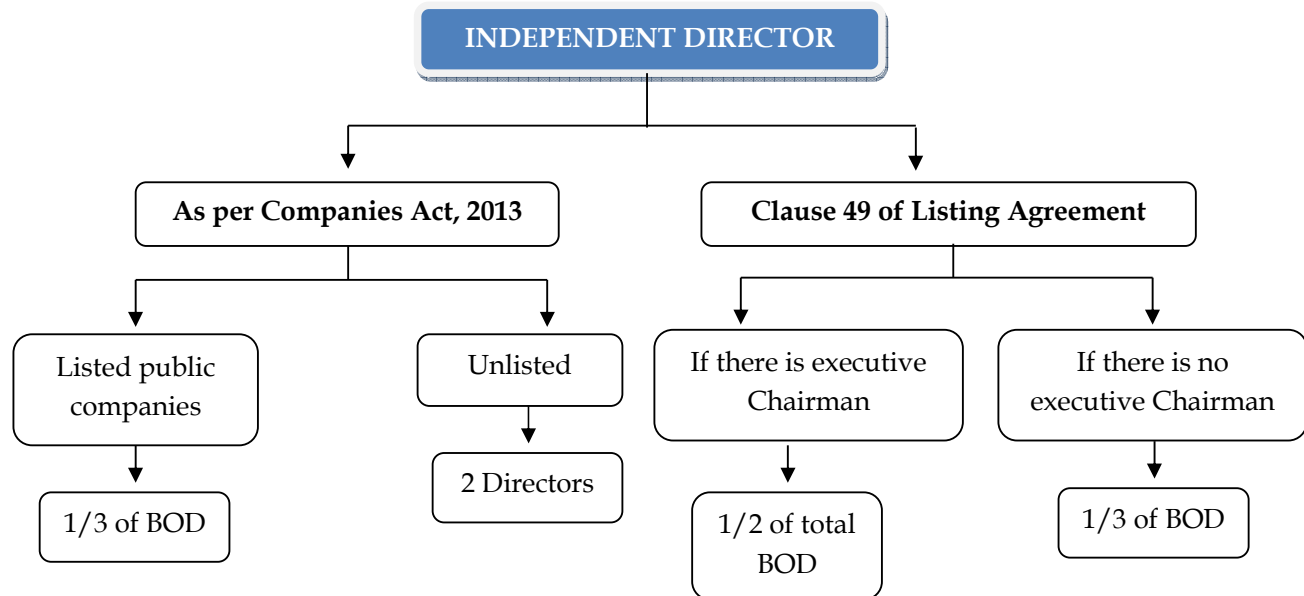 INDEPENDENT DIRECTOR
As per Companies Act, 2013
Clause 49 of Listing Agreement
Listed public
companies
Unlisted
If there is executive
Chairman
If there is no
executive Chairman
1/3 of BOD
2 Directors
1/2 of total
BOD
1/3 of BOD